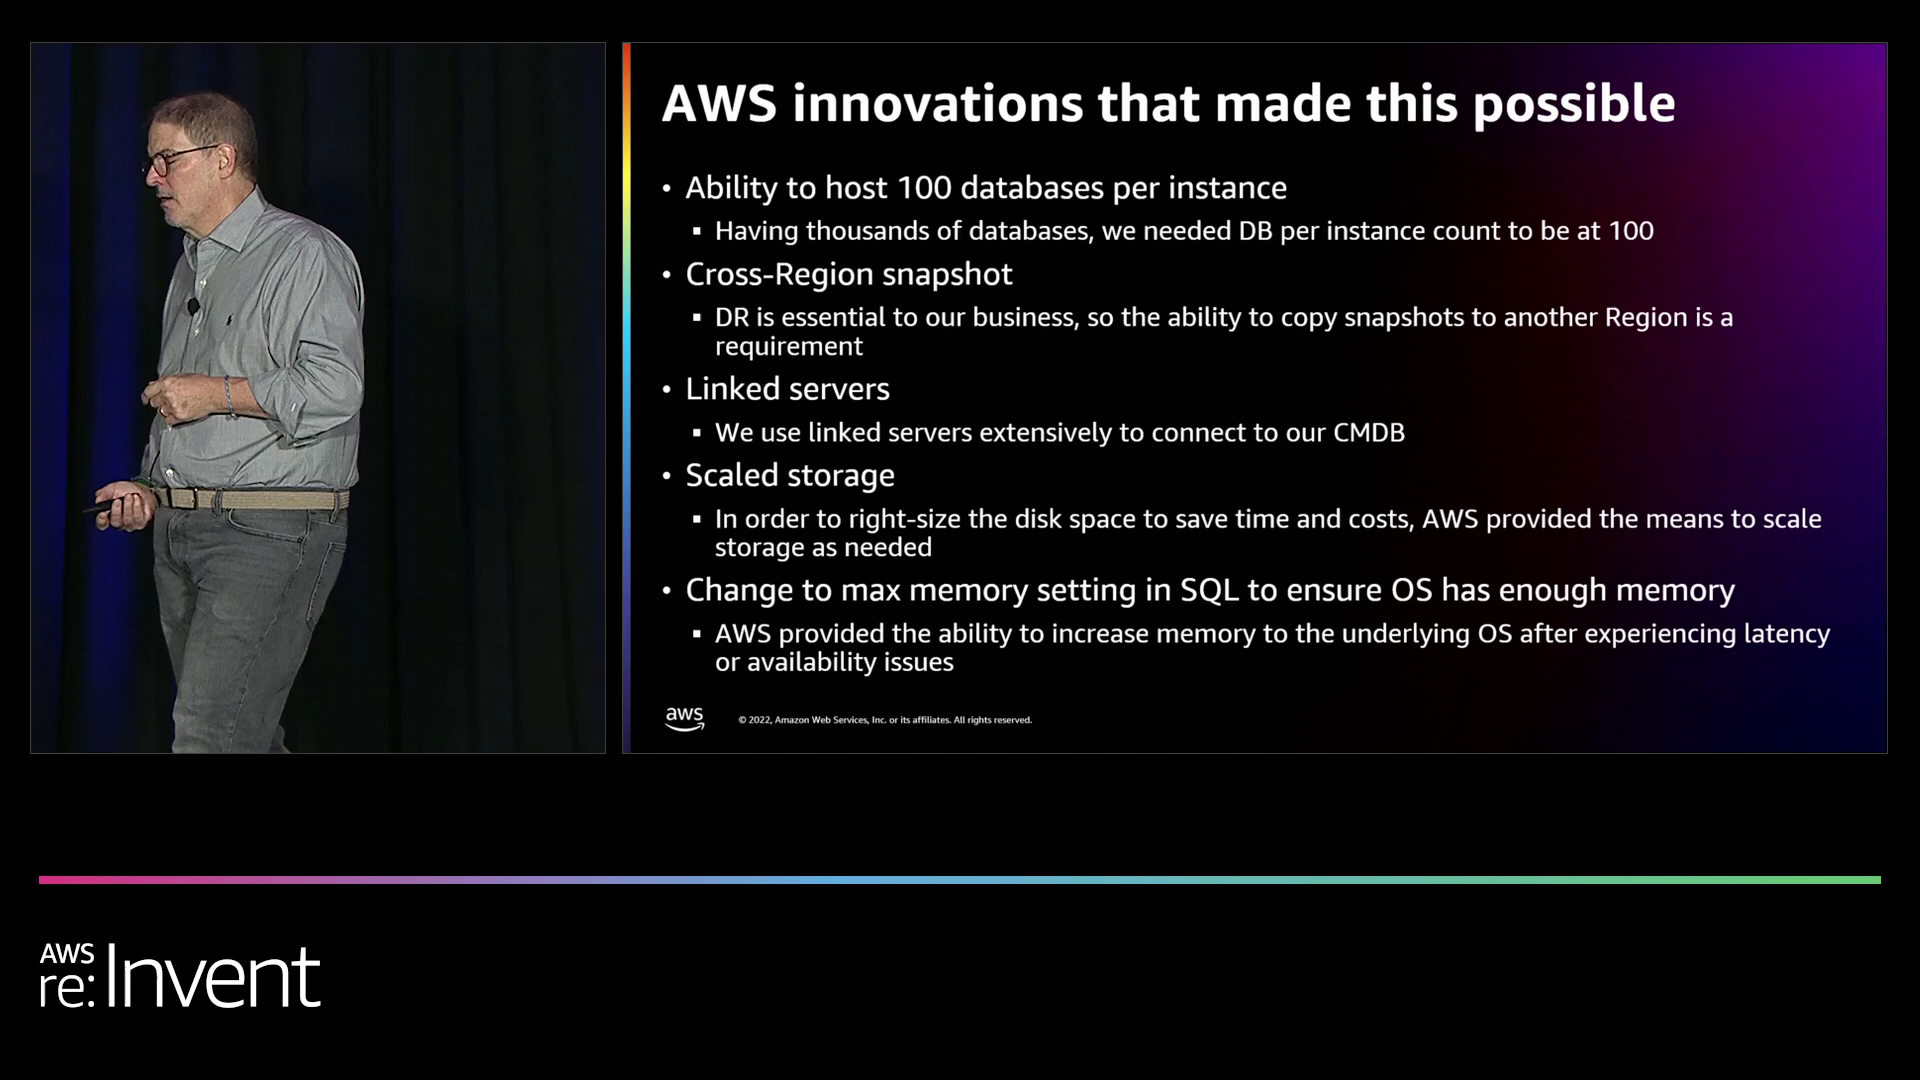 AWS innovations that made this possible
• Ability to host 100 databases per instance
▪ Having thousands of databases, we needed DB per instance count to be at 100
• Cross-Region snapshot
▪ DR is essential to our business, so the ability to copy snapshots to another Region is a
requirement
• Linked servers
▪ We use linked servers extensively to connect to our CMDB
• Scaled storage
▪ In order to right-size the disk space to save time and costs, AWS provided the means to scale
storage as needed
• Change to max memory setting in SQL to ensure OS has enough memory
▪ AWS provided the ability to increase memory to the underlying OS after experiencing latency
or availability issues
aws
© 2022, Amazon Web Services, Inc. or its affiliates. All rights reserved.
AWS
re:Invent